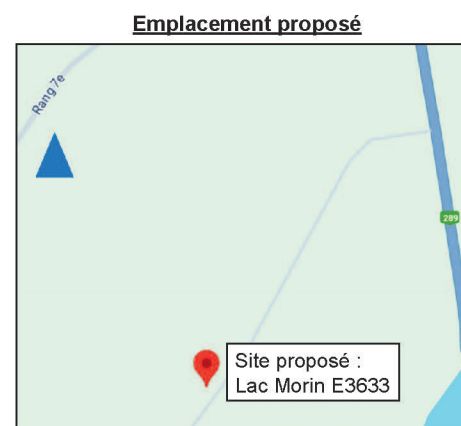 Emplacement proposé
Rang 7e
289
Site proposé :
Lac Morin E3633